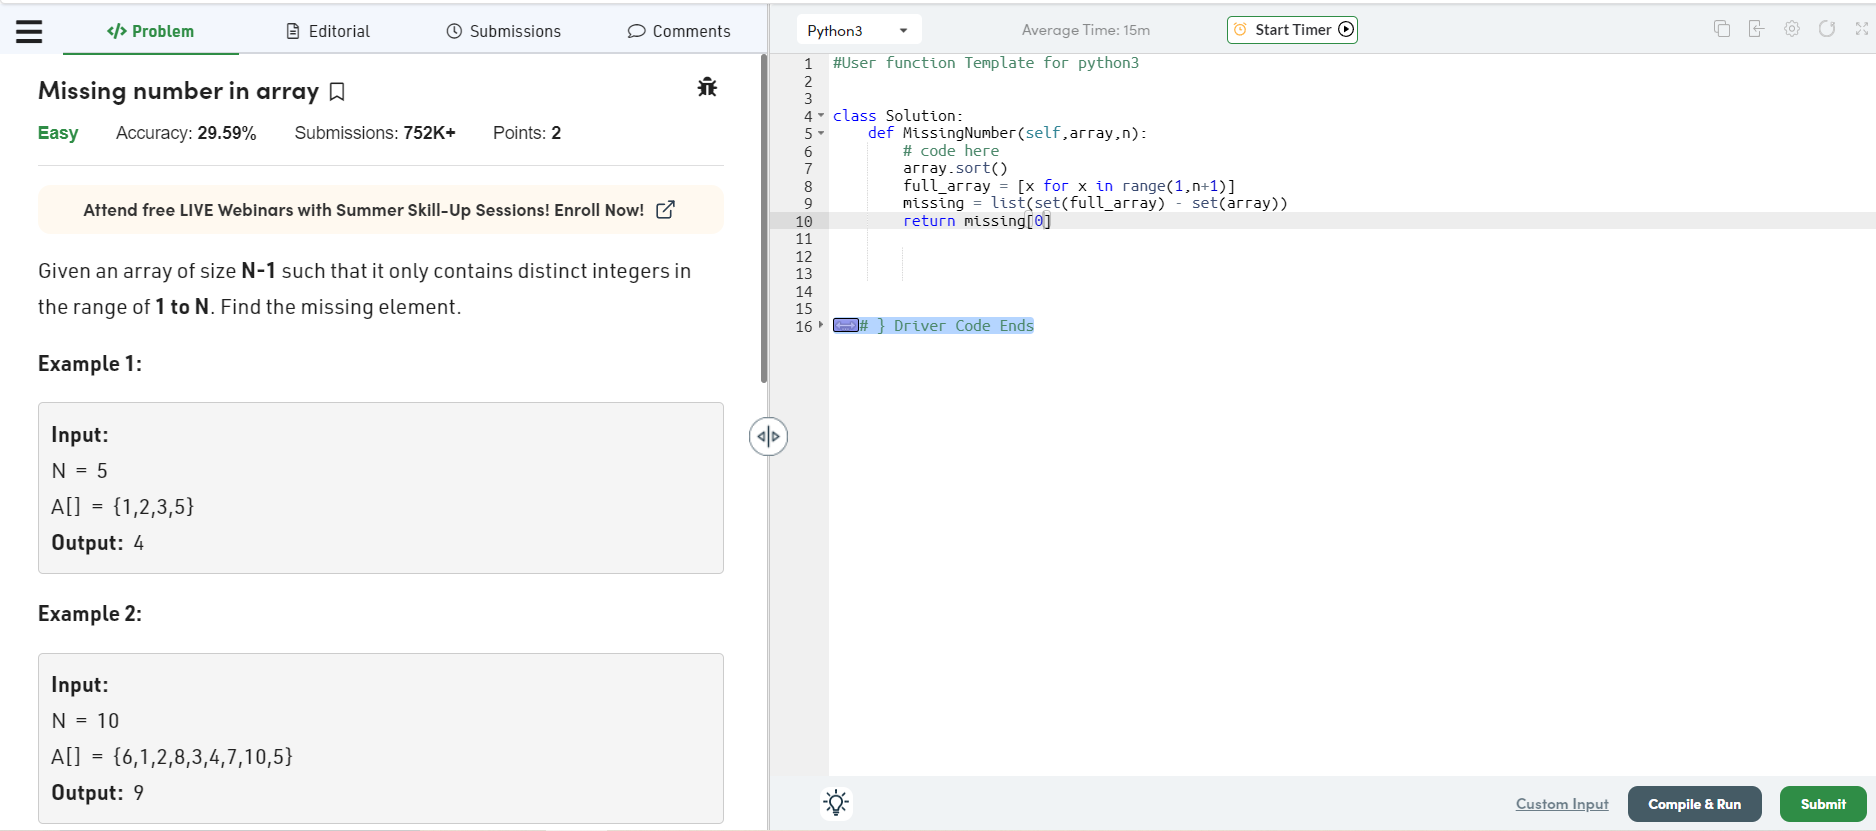 </> Problem
Editorial
Submissions
Comments
Missing number in array
Easy Accuracy: 29.59% Submissions: 752K+ Points: 2
Attend free LIVE Webinars with Summer Skill-Up Sessions! Enroll Now!
Given an array of size N-1 such that it only contains distinct integers in
the range of 1 to N. Find the missing element.
Example 1:
Input:
N = 5
A[] = {1,2,3,5}
Output: 4
Example 2:
Input:
N = 10
A[] = {6,1,2,8,3,4,7,10,5}
Output: 9
Python3
Average Time: 15m
Start Timer
1 #User function Template for python3
2
3
4 class Solution:
5 def MissingNumber(self,array,n):
6 # code here
7 array.sort()
8 full_array = [x for x in range(1,n+1)]
9 missing = list(set(full_array) - set(array))
10 return missing[0]
11
12
13
14
15
16 # } Driver Code Ends
Custom Input
Compile & Run
Submit